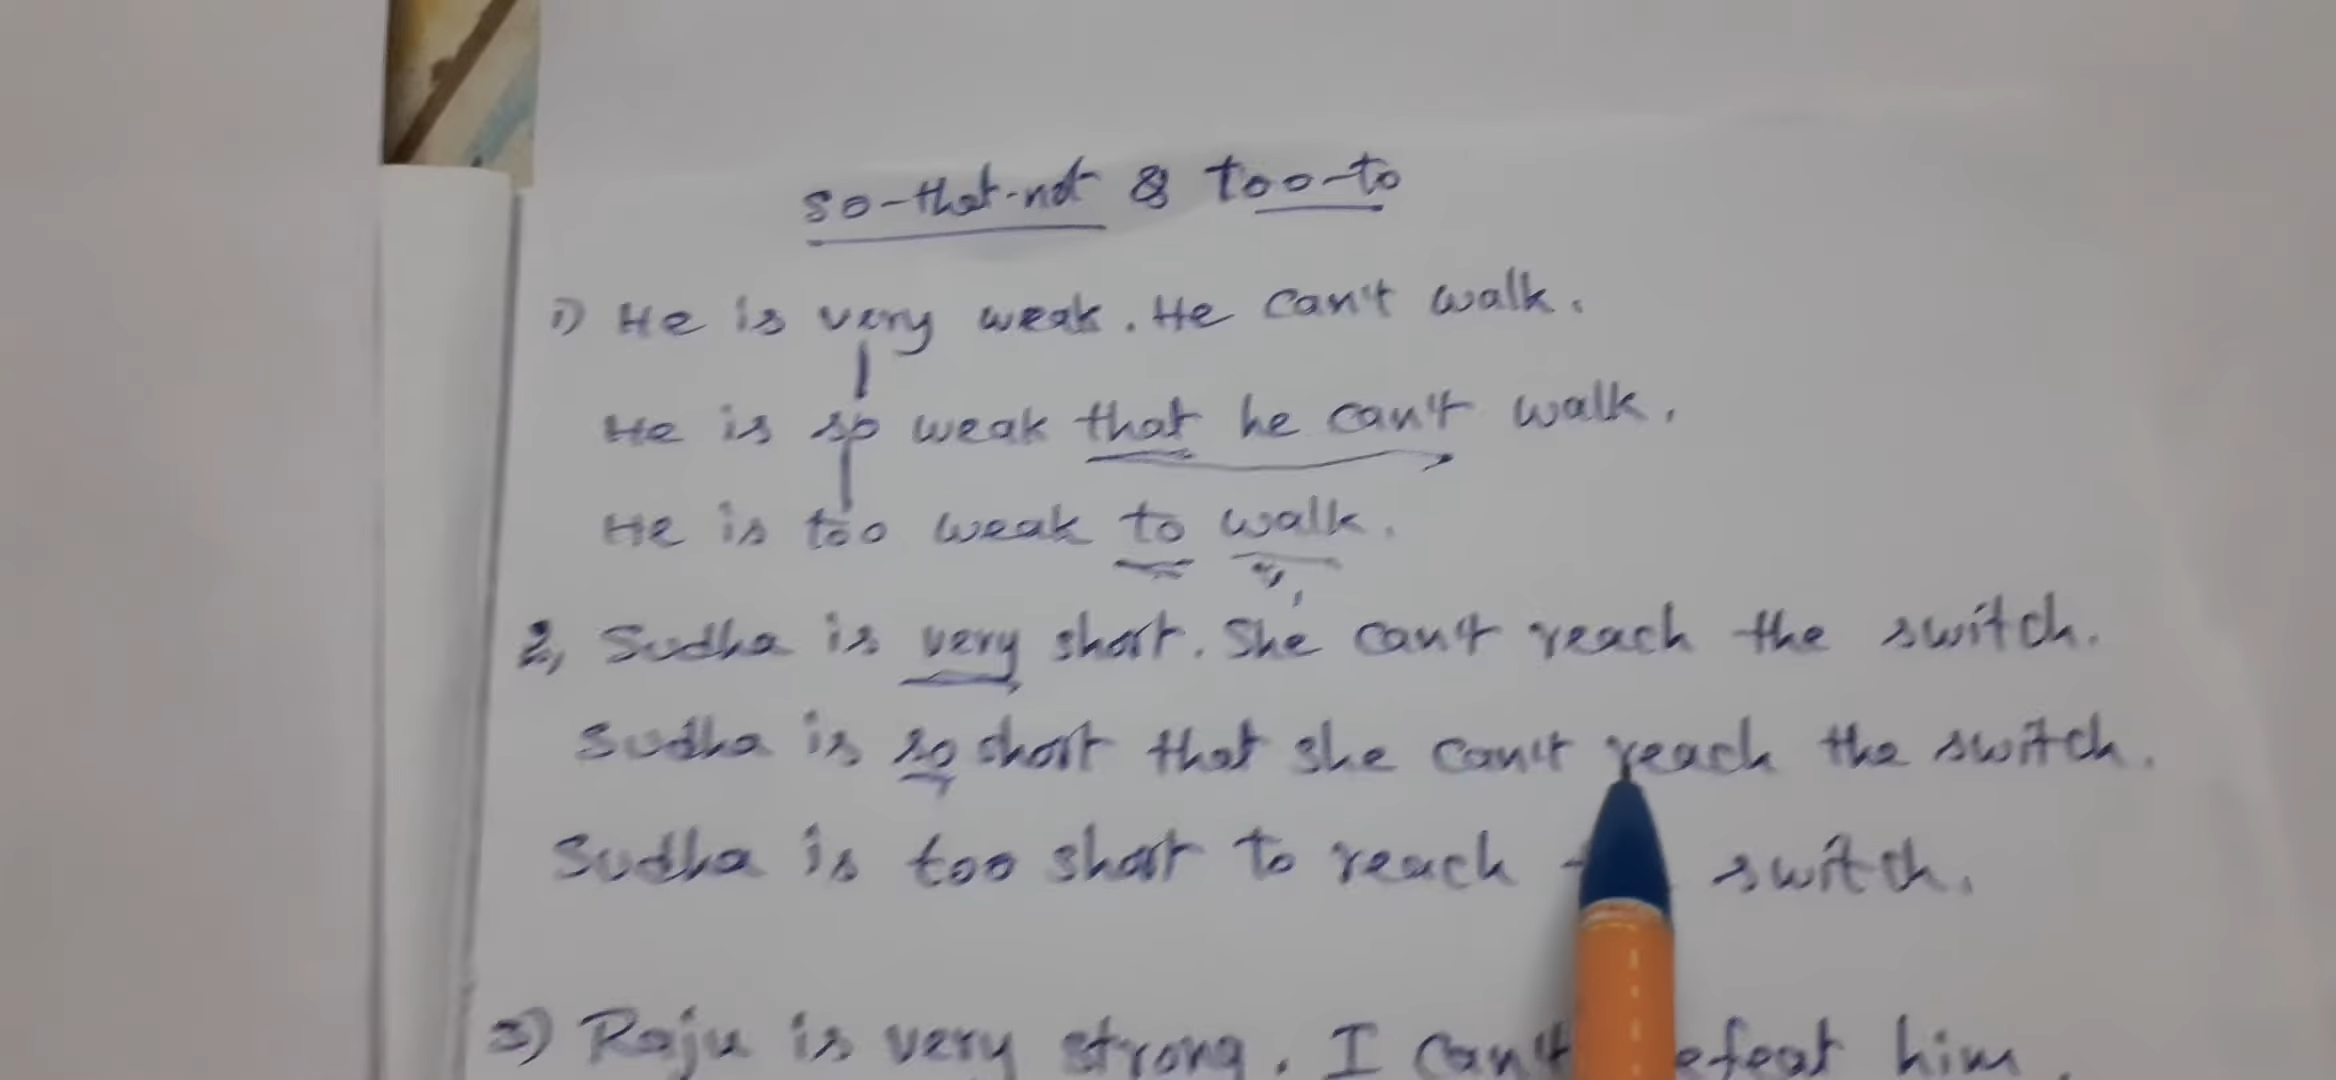 so-that-not & too-to
1) He is very weak. He can't walk.
He is so weak that he can't walk.
He is too weak to walk.
2, Sudha is very short. She can't reach the switch.
Sudha is so short that she can't reach the switch.
Sudha is too short to reach switch.
3) Raju is very strong. I can't efeat him.